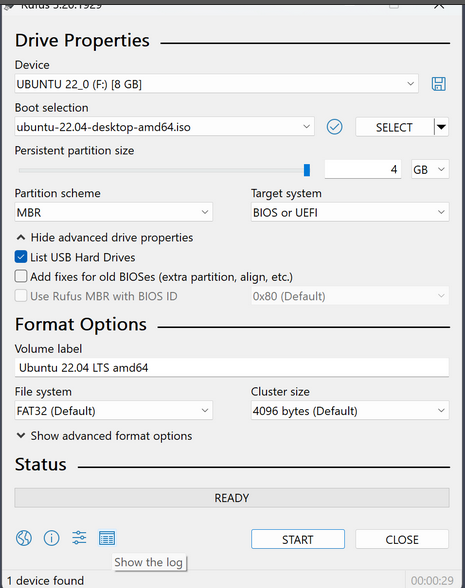 Rufus 3.20.1929
Drive Properties
Device
UBUNTU 22_0 (F:) [8 GB]
Boot selection
ubuntu-22.04-desktop-amd64.iso
SELECT
Persistent partition size
4 GB
Partition scheme Target system
MBR BIOS or UEFI
Hide advanced drive properties
List USB Hard Drives
Add fixes for old BIOSes (extra partition, align, etc.)
Use Rufus MBR with BIOS ID 0x80 (Default)
Format Options
Volume label
Ubuntu 22.04 LTS amd64
File system Cluster size
FAT32 (Default) 4096 bytes (Default)
Show advanced format options
Status
READY
START CLOSE
Show the log
1 device found 00:00:29